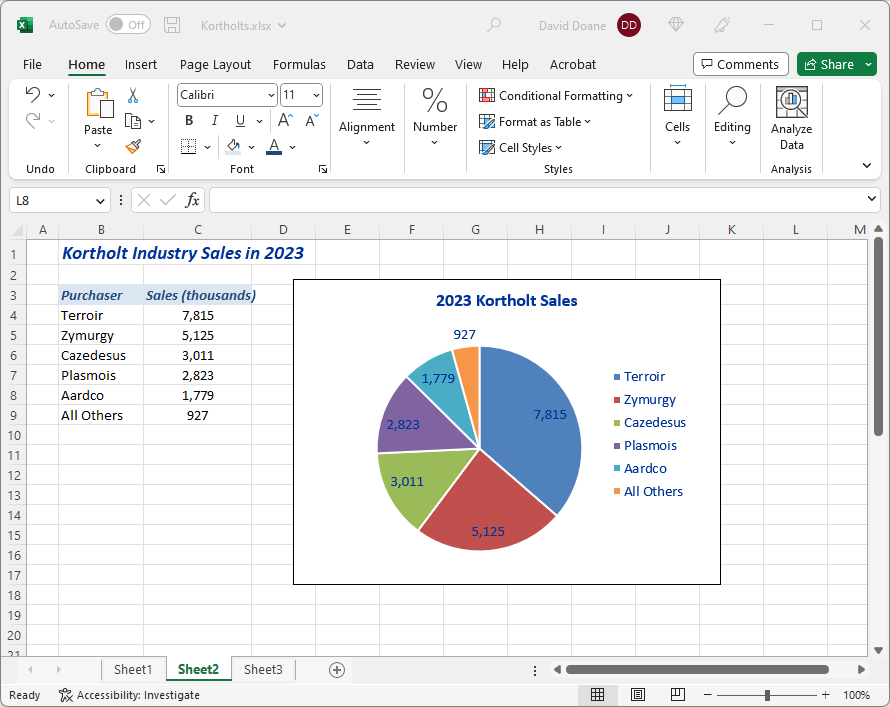 AutoSave Off Kortholts.xlsx David Doane DD
File Home Insert Page Layout Formulas Data Review View Help Acrobat Comments Share
Calibri 11
B I U A A
A
Paste
Alignment
%
Number
Conditional Formatting
Format as Table
Cell Styles
Cells
Editing
Analyze
Data
Undo Clipboard Font Styles Analysis
L8 fx
A B C D E F G H I J K L M
1 Kortholt Industry Sales in 2023
2
3 Purchaser Sales (thousands)
4 Terroir 7,815
5 Zymurgy 5,125
6 Cazedesus 3,011
7 Plasmois 2,823
8 Aardco 1,779
9 All Others 927
10
11
12
13
14
15
16
17
18
19
20
21
2023 Kortholt Sales
927
1,779
7,815
2,823
3,011
5,125
Terroir
Zymurgy
Cazedesus
Plasmois
Aardco
All Others
Sheet1 Sheet2 Sheet3
Ready Accessibility: Investigate 100%